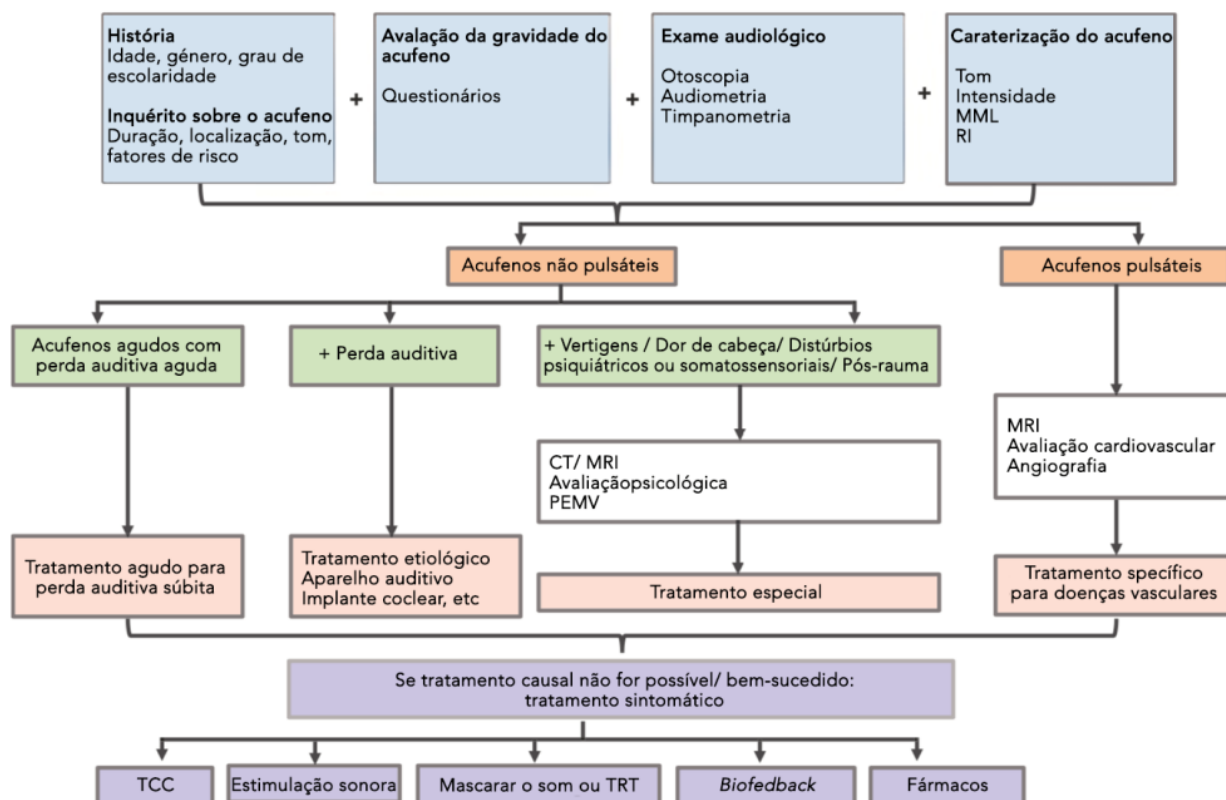 História
Idade, género, grau de
escolaridade
Inquérito sobre o acufeno
Duração, localização, tom,
fatores de risco
+
Avalação da gravidade do
acufeno
Questionários
+
Exame audiológico
Otoscopia
Audiometria
Timpanometria
+
Caraterização do acufeno
Tom
Intensidade
MML
RI
Acufenos não pulsáteis
Acufenos pulsáteis
Acufenos agudos com
perda auditiva aguda
+ Perda auditiva
+ Vertigens / Dor de cabeça/ Distúrbios
psiquiátricos ou somatossensoriais/ Pós-rauma
CT/ MRI
Avaliaçãopsicológica
PEMV
MRI
Avaliação cardiovascular
Angiografia
Tratamento agudo para
perda auditiva súbita
Tratamento etiológico
Aparelho auditivo
Implante coclear, etc
Tratamento especial
Tratamento specífico
para doenças vasculares
Se tratamento causal não for possível/ bem-sucedido:
tratamento sintomático
TCC
Estimulação sonora
Mascarar o som ou TRT
Biofedback
Fármacos